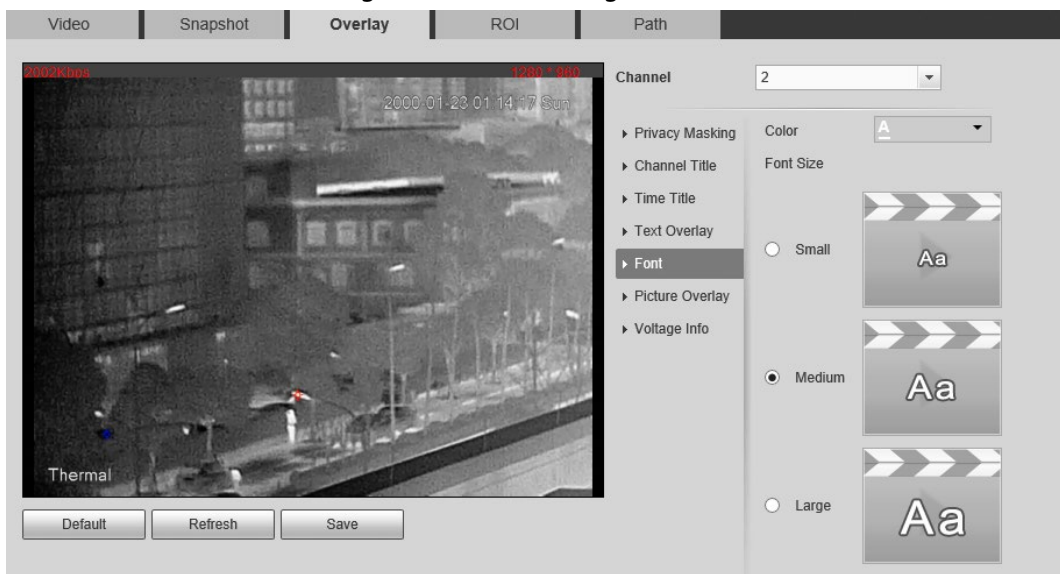 Video Snapshot Overlay ROI Path
2002Kbps 1280 * 960
2000-01-23 01:14:17 Sun
Thermal
Default Refresh Save
Channel 2
Privacy Masking
Channel Title
Time Title
Text Overlay
Font
Picture Overlay
Voltage Info
Color A
Font Size
Small Aa
Medium Aa
Large Aa